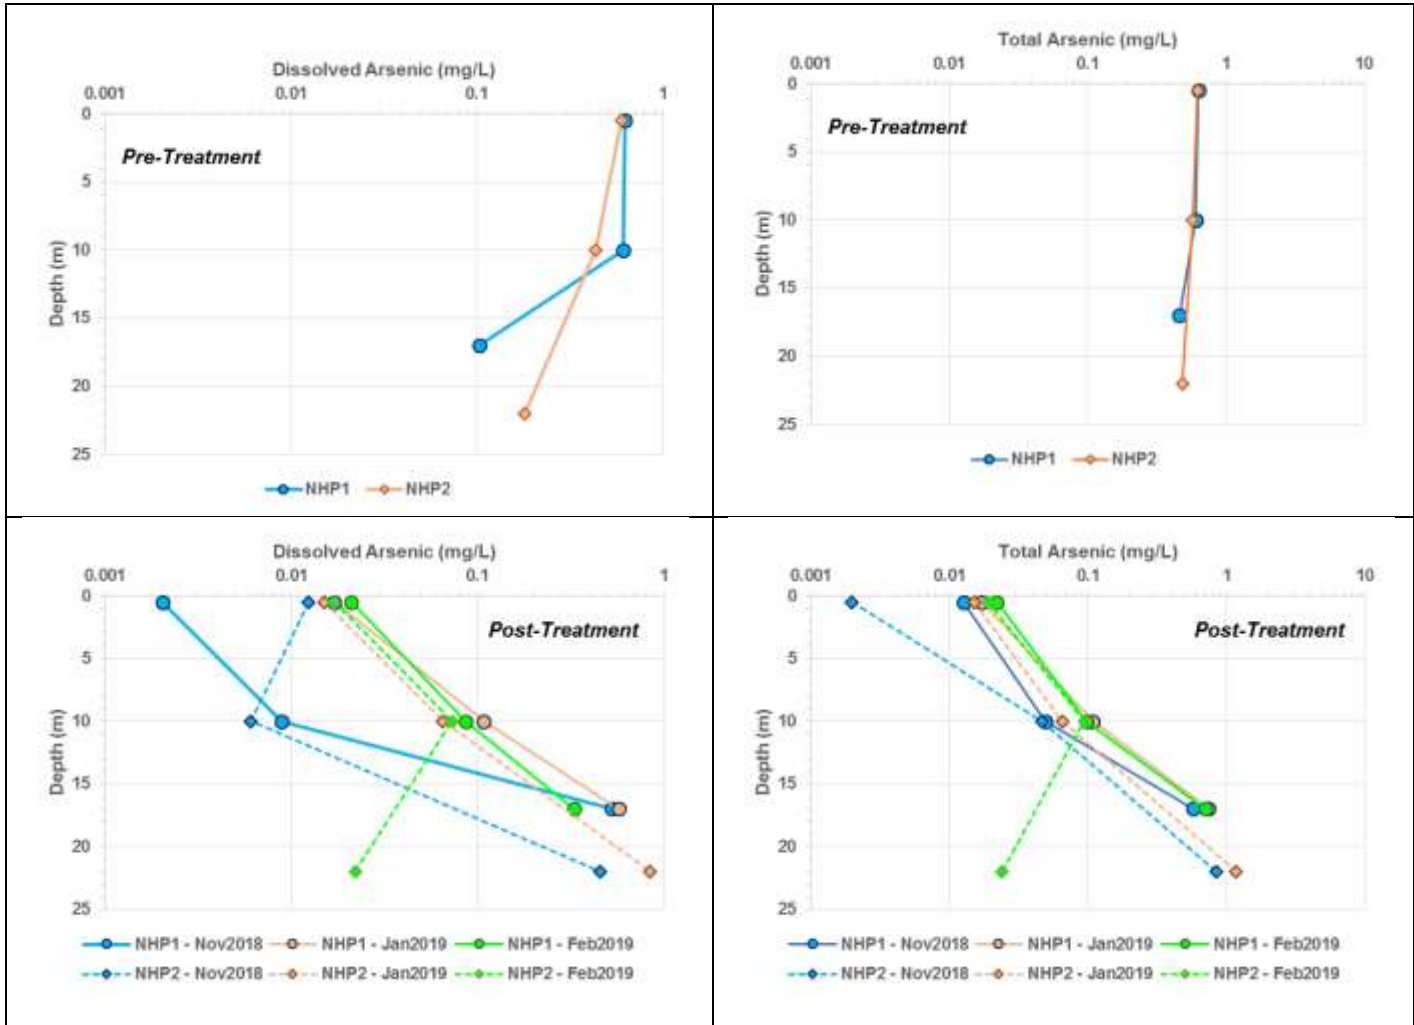 Dissolved Arsenic (mg/L)
0.001 0.01 0.1 1
0
5
10
15
20
25
Depth (m)
Pre-Treatment
NHP1 NHP2
Total Arsenic (mg/L)
0.001 0.01 0.1 1 10
0
5
10
15
20
25
Depth (m)
Pre-Treatment
NHP1 NHP2
Dissolved Arsenic (mg/L)
0.001 0.01 0.1 1
0
5
10
15
20
25
Depth (m)
Post-Treatment
NHP1 - Nov2018 NHP1 - Jan2019 NHP1 - Feb2019
NHP2 - Nov2018 NHP2 - Jan2019 NHP2 - Feb2019
Total Arsenic (mg/L)
0.001 0.01 0.1 1 10
0
5
10
15
20
25
Depth (m)
Post-Treatment
NHP1 - Nov2018 NHP1 - Jan2019 NHP1 - Feb2019
NHP2 - Nov2018 NHP2 - Jan2019 NHP2 - Feb2019